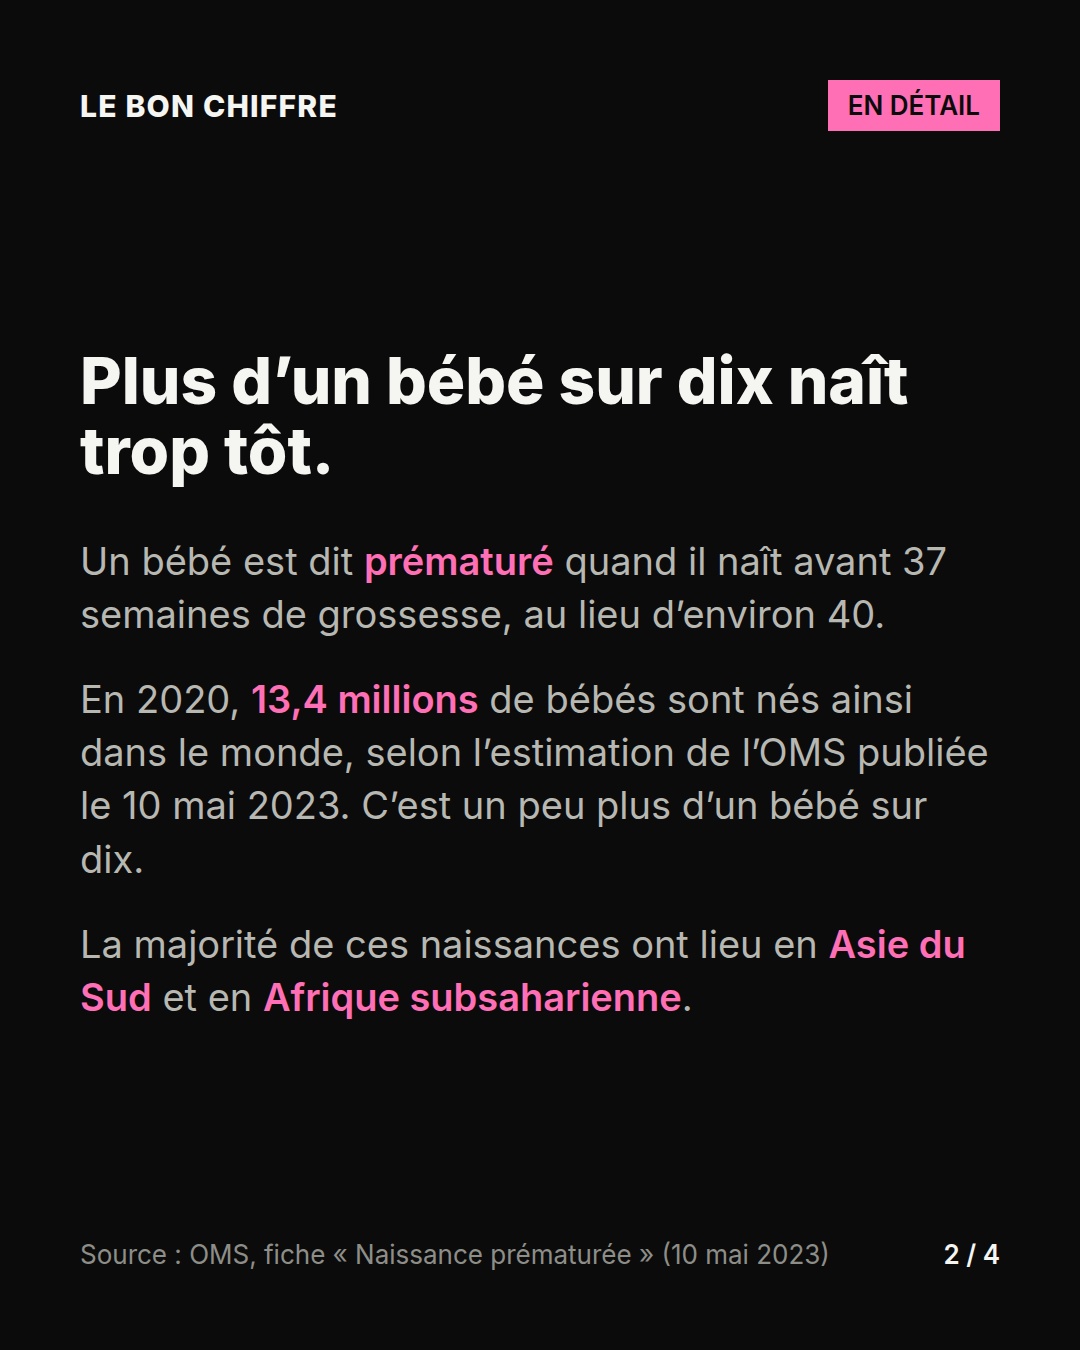 LE BON CHIFFRE
EN DÉTAIL
Plus d’un bébé sur dix naît
trop tôt.
Un bébé est dit prématuré quand il naît avant 37
semaines de grossesse, au lieu d’environ 40.
En 2020, 13,4 millions de bébés sont nés ainsi
dans le monde, selon l’estimation de l’OMS publiée
le 10 mai 2023. C’est un peu plus d’un bébé sur
dix.
La majorité de ces naissances ont lieu en Asie du
Sud et en Afrique subsaharienne.
Source : OMS, fiche « Naissance prématurée » (10 mai 2023)
2 / 4